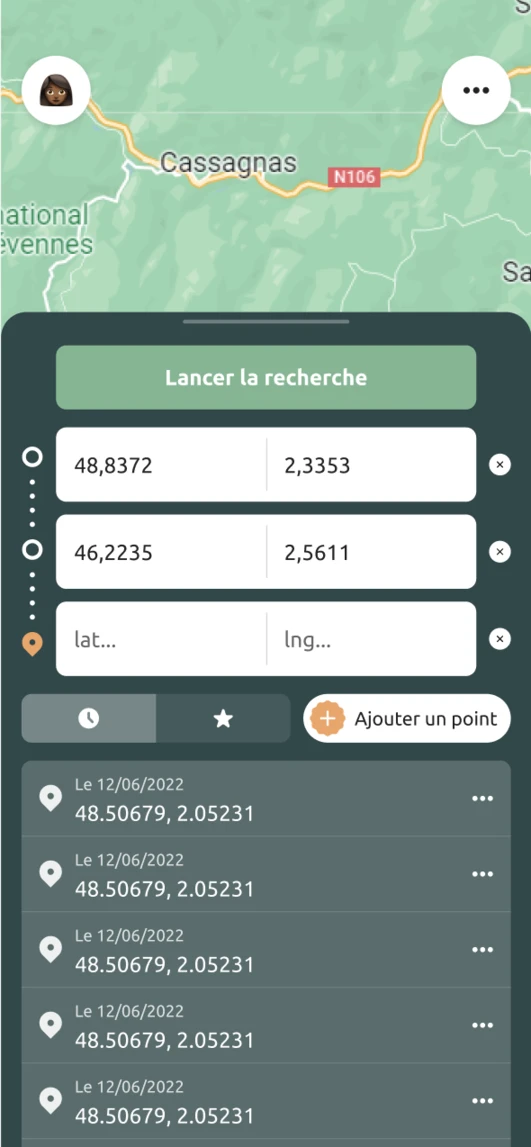 S
Cassagnas
N106
national
évennes
Sa
Lancer la recherche
48,8372 2,3353
46,2235 2,5611
lat... lng...
Ajouter un point
Le 12/06/2022
48.50679, 2.05231
Le 12/06/2022
48.50679, 2.05231
Le 12/06/2022
48.50679, 2.05231
Le 12/06/2022
48.50679, 2.05231
Le 12/06/2022
48.50679, 2.05231